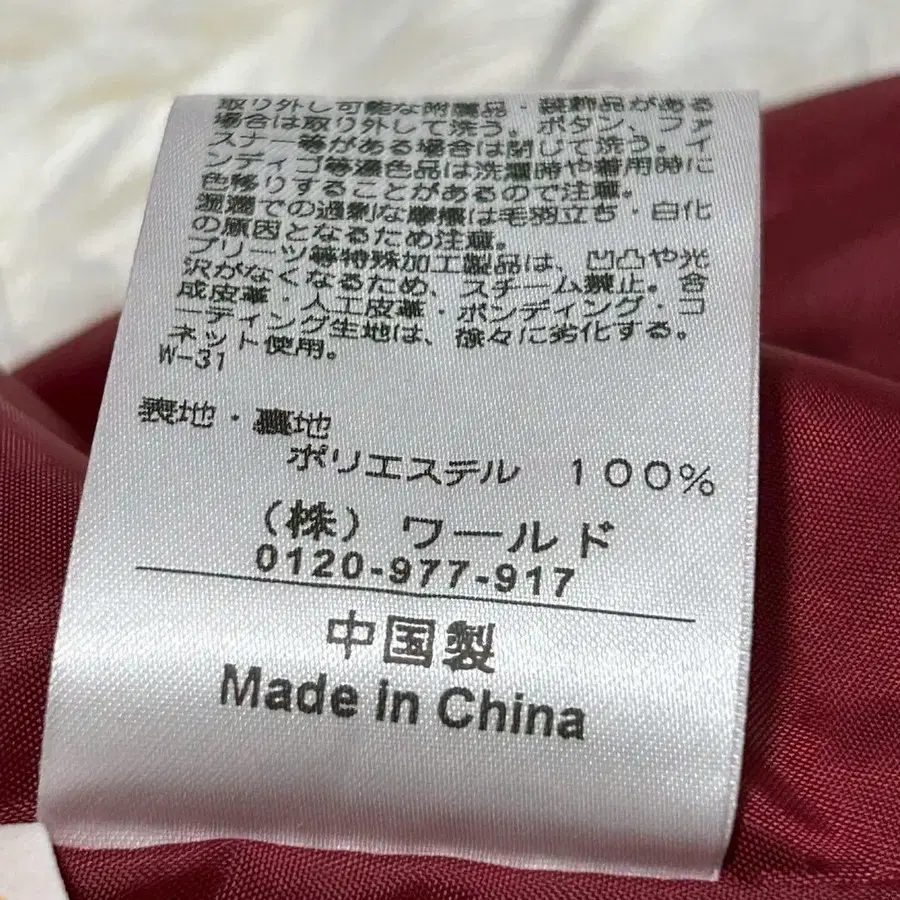 取り外し可能な附属品・装飾品がある
場合は取り外して洗う。ボタン、ファ
スナー等がある場合は閉じて洗う。イ
ンディゴ等濃色品は洗濯時や着用時に
色移りすることがあるので注意。
湿潤での過剰な摩擦は毛羽立ち・白化
の原因となるため注意。
プリーツ等特殊加工製品は、凹凸や光
沢がなくなるため、スチーム禁止。合
成皮革・人工皮革・ボンディング・コ
ーティング生地は、徐々に劣化する。
ネット使用。
W-31
表地・裏地
ポリエステル 100%
(株) ワールド
0120-977-917
中国製
Made in China